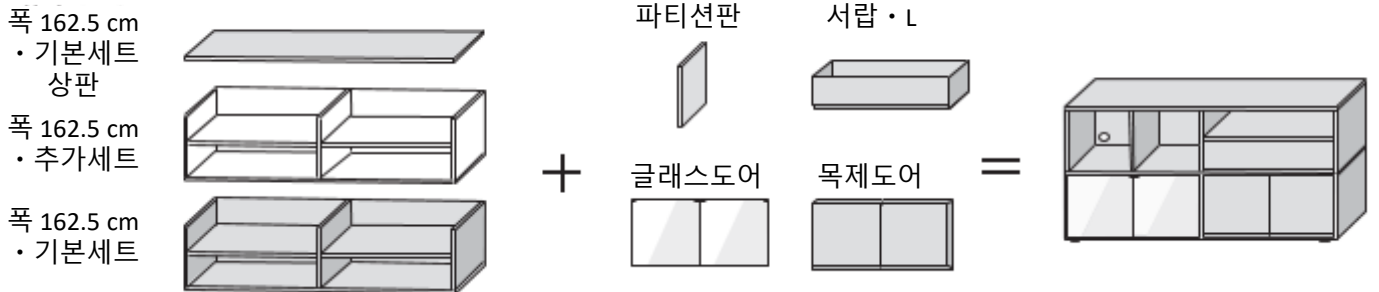 폭 162.5 cm
・기본세트
상판
폭 162.5 cm
・추가세트
폭 162.5 cm
・기본세트
+
파티션판
서랍・L
글래스도어
목제도어
=